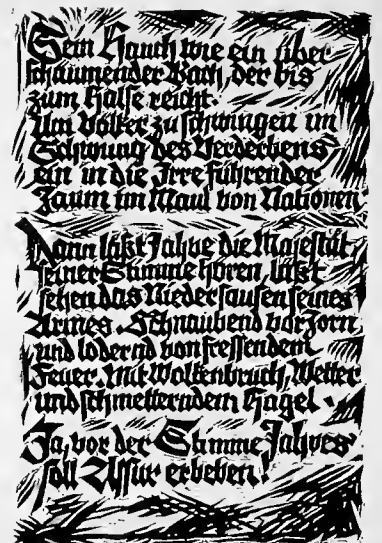 Sein Hauch wie ein über
schäumender Bach, der bis
zum Halse reicht.
Um Völker zu schwingen im
Schwung des Verderbens
ein in die Irre führender
Zaum im Maul von Nationen
Dann läßt Jahve die Majestät
seiner Stimme hören, läßt
sehen das Niedersausen seines
Armes. Schnaubend vor Zorn
und lodernd von fressendem
Feuer. Mit Wolkenbruch, Wetter
und schmetterndem Hagel.
Ja, vor der Stimme Jahves
soll Assur erbeben.